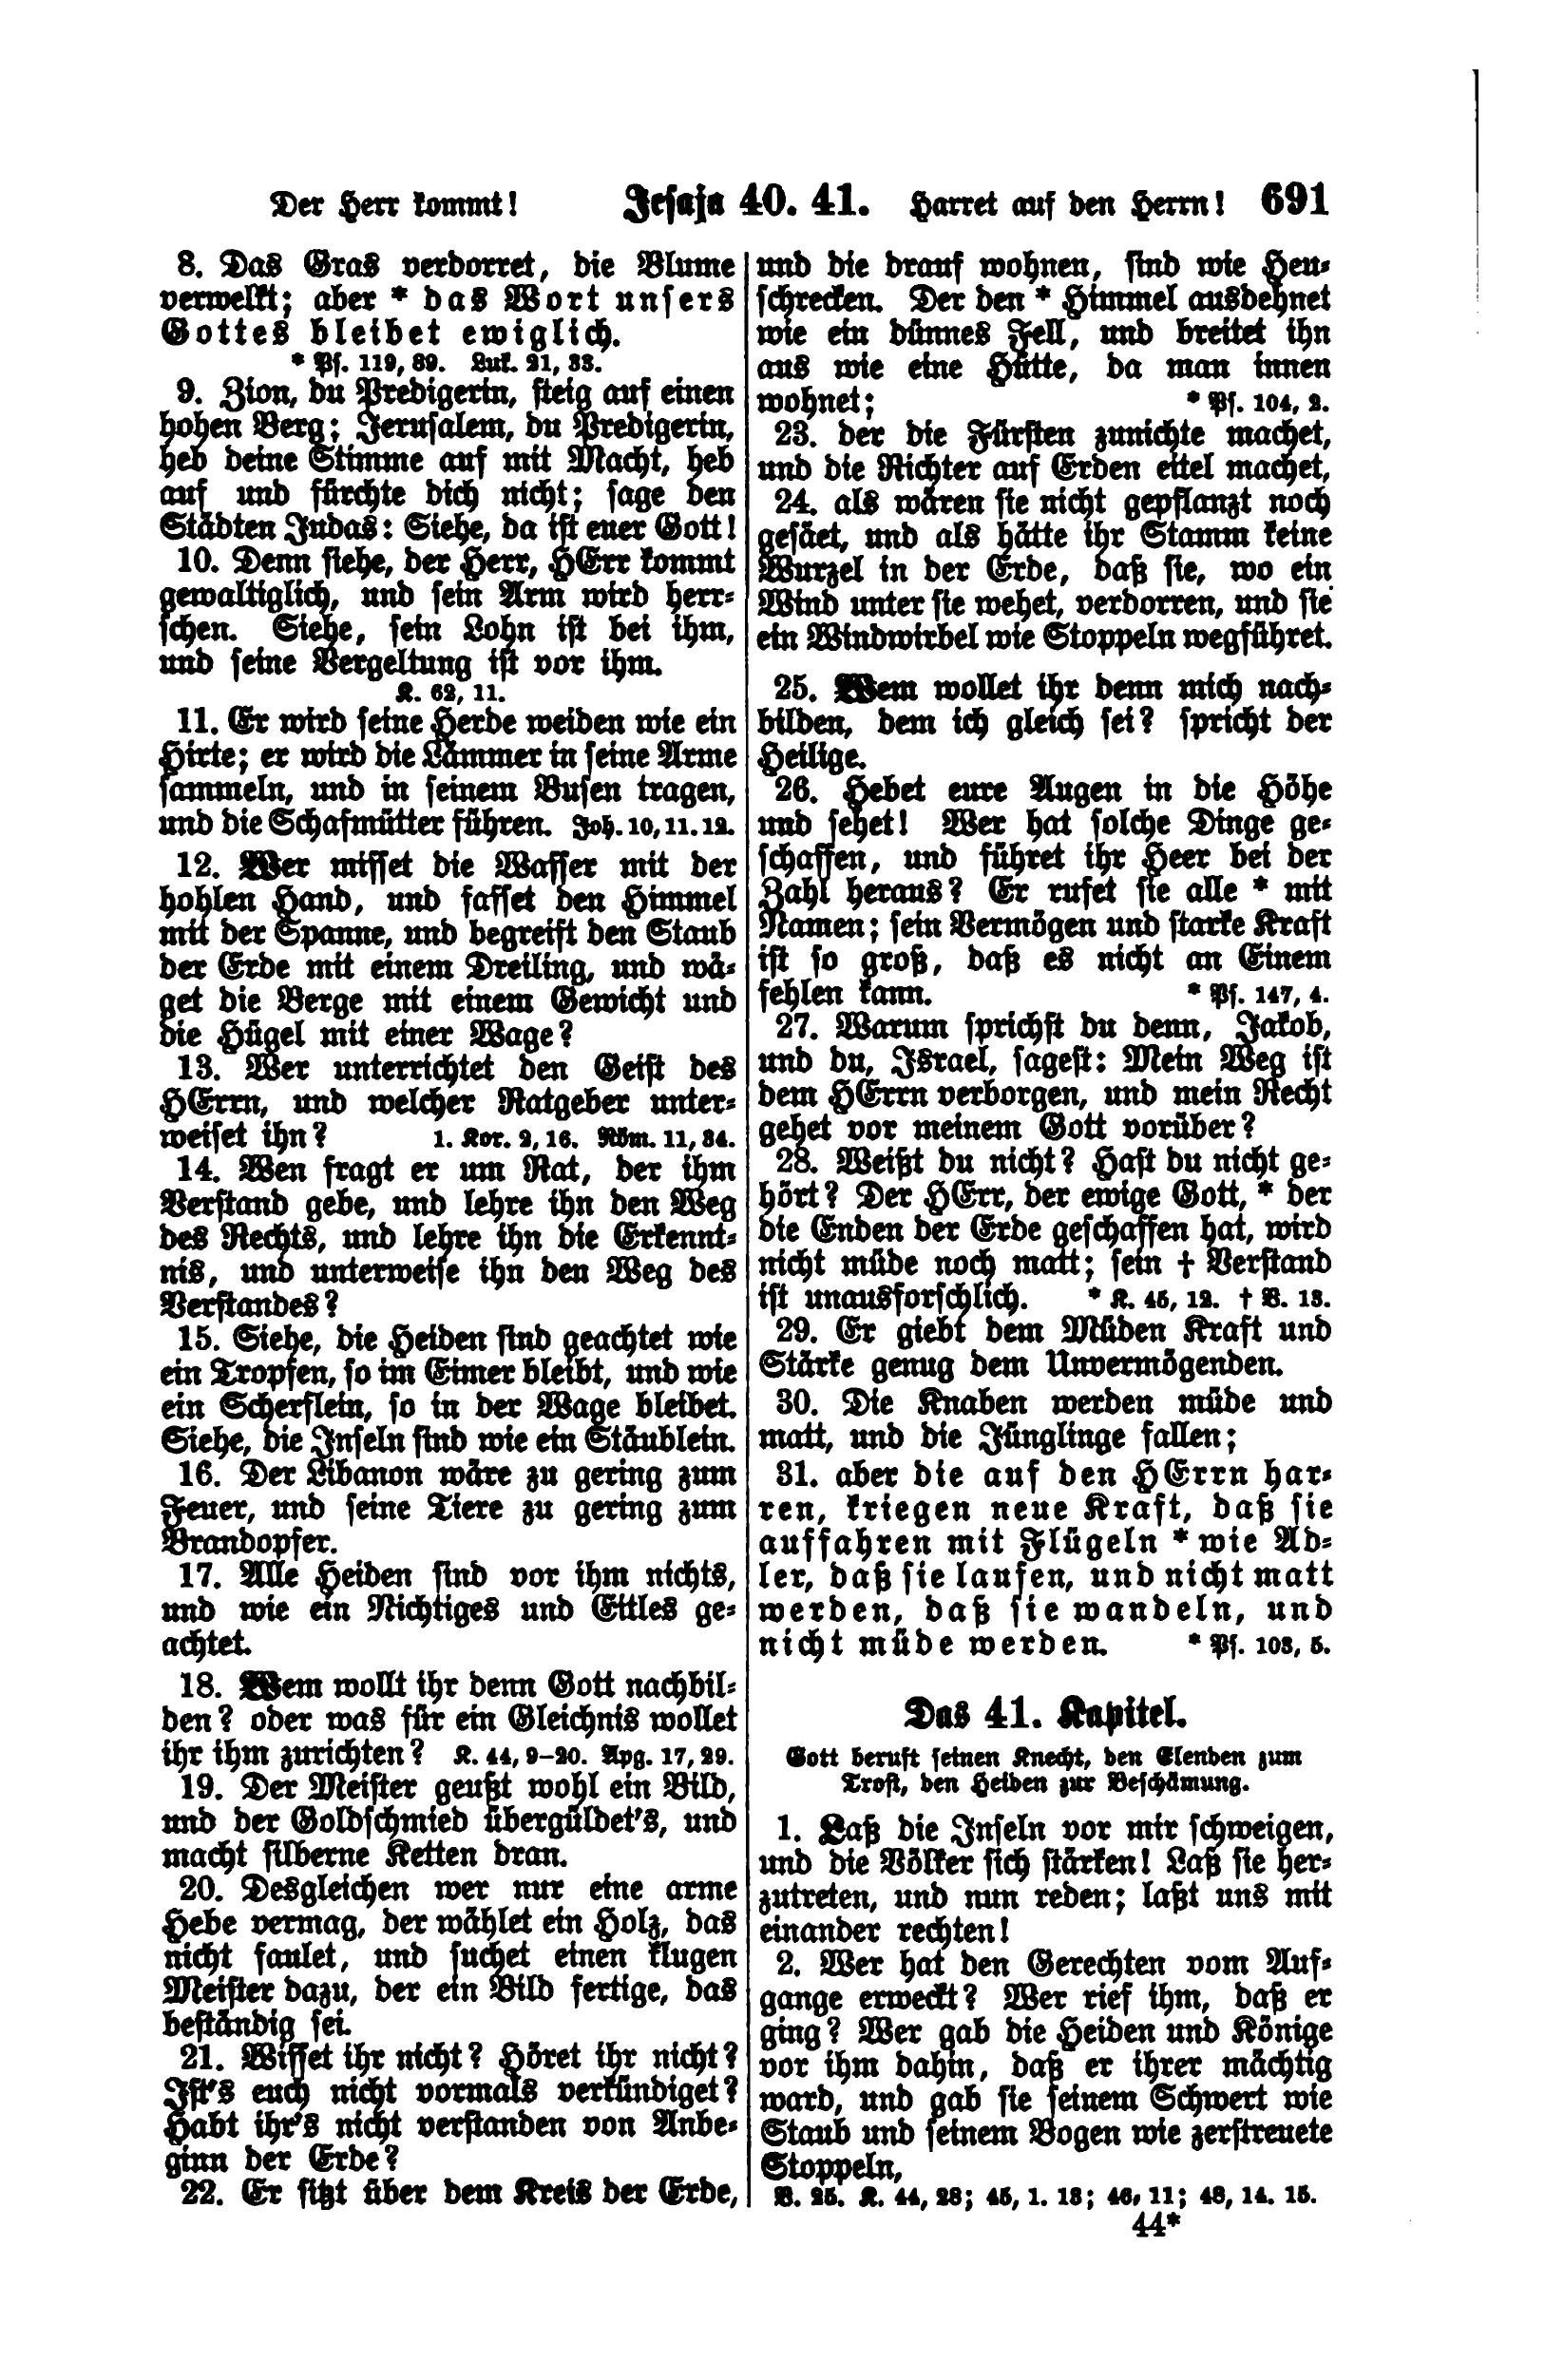 Der Herr kommt! Jesaja 40. 41. Harret auf den Herrn! 691
8. Das Gras verdorret, die Blume
verwelkt; aber * das Wort unsers
Gottes bleibet ewiglich.
* Ps. 119, 89. Luk. 21, 33.
9. Zion, du Predigerin, steig auf einen
hohen Berg; Jerusalem, du Predigerin,
heb deine Stimme auf mit Macht, heb
auf und fürchte dich nicht; sage den
Städten Judas: Siehe, da ist euer Gott!
10. Denn siehe, der Herr, HErr kommt
gewaltiglich, und sein Arm wird herr-
schen. Siehe, sein Lohn ist bei ihm,
und seine Vergeltung ist vor ihm.
K. 62, 11.
11. Er wird seine Herde weiden wie ein
Hirte; er wird die Lämmer in seine Arme
sammeln, und in seinem Busen tragen,
und die Schafmütter führen. Joh. 10, 11. 12.
12. Wer misset die Wasser mit der
hohlen Hand, und fasset den Himmel
mit der Spanne, und begreift den Staub
der Erde mit einem Dreiling, und wä-
get die Berge mit einem Gewicht und
die Hügel mit einer Wage?
13. Wer unterrichtet den Geist des
HErrn, und welcher Ratgeber unter-
weiset ihn? 1. Kor. 2, 16. Röm. 11, 34.
14. Wen fragt er um Rat, der ihm
Verstand gebe, und lehre ihn den Weg
des Rechts, und lehre ihn die Erkennt-
nis, und unterweise ihn den Weg des
Verstandes?
15. Siehe, die Heiden sind geachtet wie
ein Tropfen, so im Eimer bleibt, und wie
ein Scherflein, so in der Wage bleibet.
Siehe, die Inseln sind wie ein Stäublein.
16. Der Libanon wäre zu gering zum
Feuer, und seine Tiere zu gering zum
Brandopfer.
17. Alle Heiden sind vor ihm nichts,
und wie ein Nichtiges und Eitles ge-
achtet.
18. Wem wollt ihr denn Gott nachbil-
den? oder was für ein Gleichnis wollet
ihr ihm zurichten? K. 44, 9-20. Apg. 17, 29.
19. Der Meister geußt wohl ein Bild,
und der Goldschmied übergüldet's, und
macht silberne Ketten dran.
20. Desgleichen wer nur eine arme
Hebe vermag, der wählet ein Holz, das
nicht faulet, und suchet einen klugen
Meister dazu, der ein Bild fertige, das
beständig sei.
21. Wisset ihr nicht? Höret ihr nicht?
Ist's euch nicht vormals verkündiget?
Habt ihr's nicht verstanden von Anbe-
ginn der Erde?
22. Er sitzt über dem Kreis der Erde,
und die drauf wohnen, sind wie Heu-
schrecken. Der den * Himmel ausdehnet
wie ein dünnes Fell, und breitet ihn
aus wie eine Hütte, da man innen
wohnet; * Ps. 104, 2.
23. der die Fürsten zunichte machet,
und die Richter auf Erden eitel machet,
24. als wären sie nicht gepflanzt noch
gesäet, und als hätte ihr Stamm keine
Wurzel in der Erde, daß sie, wo ein
Wind unter sie wehet, verdorren, und sie
ein Windwirbel wie Stoppeln wegführet.
25. Wem wollet ihr denn mich nach-
bilden, dem ich gleich sei? spricht der
Heilige.
26. Hebet eure Augen in die Höhe
und sehet! Wer hat solche Dinge ge-
schaffen, und führet ihr Heer bei der
Zahl heraus? Er rufet sie alle * mit
Namen; sein Vermögen und starke Kraft
ist so groß, daß es nicht an Einem
fehlen kann. * Ps. 147, 4.
27. Warum sprichst du denn, Jakob,
und du, Israel, sagest: Mein Weg ist
dem HErrn verborgen, und mein Recht
gehet vor meinem Gott vorüber?
28. Weißt du nicht? Hast du nicht ge-
hört? Der HErr, der ewige Gott, * der
die Enden der Erde geschaffen hat, wird
nicht müde noch matt; sein † Verstand
ist unausforschlich. * K. 45, 12. † V. 13.
29. Er giebt dem Müden Kraft und
Stärke genug dem Unvermögenden.
30. Die Knaben werden müde und
matt, und die Jünglinge fallen;
31. aber die auf den HErrn har-
ren, kriegen neue Kraft, daß sie
auffahren mit Flügeln * wie Ad-
ler, daß sie laufen, und nicht matt
werden, daß sie wandeln, und
nicht müde werden. * Ps. 103, 5.
Das 41. Kapitel.
Gott beruft seinen Knecht, den Elenden zum
Trost, den Heiden zur Beschämung.
1. Laß die Inseln vor mir schweigen,
und die Völker sich stärken! Laß sie her-
zutreten, und nun reden; laßt uns mit
einander rechten!
2. Wer hat den Gerechten vom Auf-
gange erweckt? Wer rief ihm, daß er
ging? Wer gab die Heiden und Könige
vor ihm dahin, daß er ihrer mächtig
ward, und gab sie seinem Schwert wie
Staub und seinem Bogen wie zerstreuete
Stoppeln,
V. 25. K. 44, 28; 45, 1. 13; 46, 11; 48, 14. 15.
44*